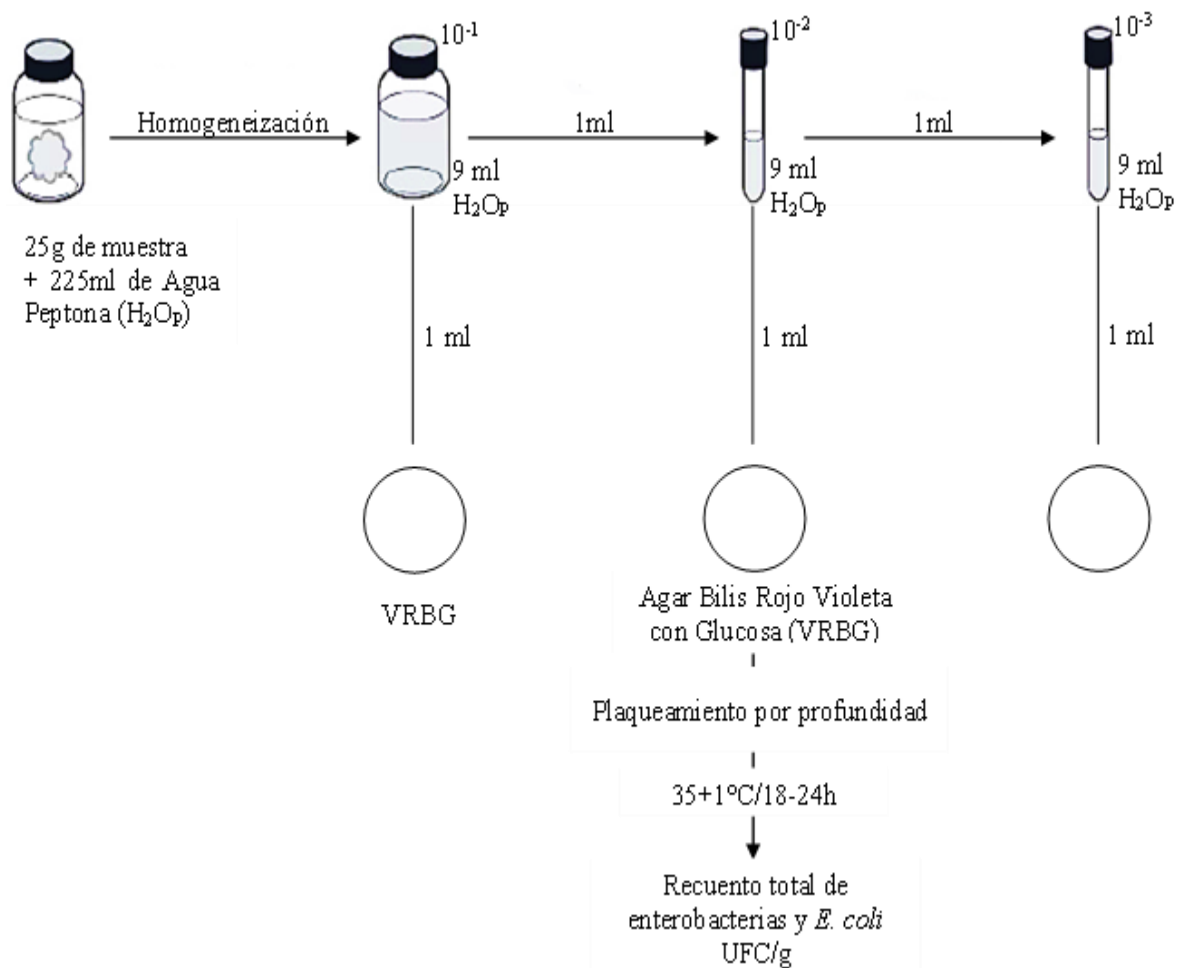 10⁻¹
10⁻²
10⁻³
Homogeneización
1ml
1ml
9 ml
H₂Op
9 ml
H₂Op
9 ml
H₂Op
25g de muestra
+ 225ml de Agua
Peptona (H₂Op)
1 ml
1 ml
1 ml
VRBG
Agar Bilis Rojo Violeta
con Glucosa (VRBG)
Plaqueamiento por profundidad
35+1ºC/18-24h
Recuento total de
enterobacterias y E. coli
UFC/g